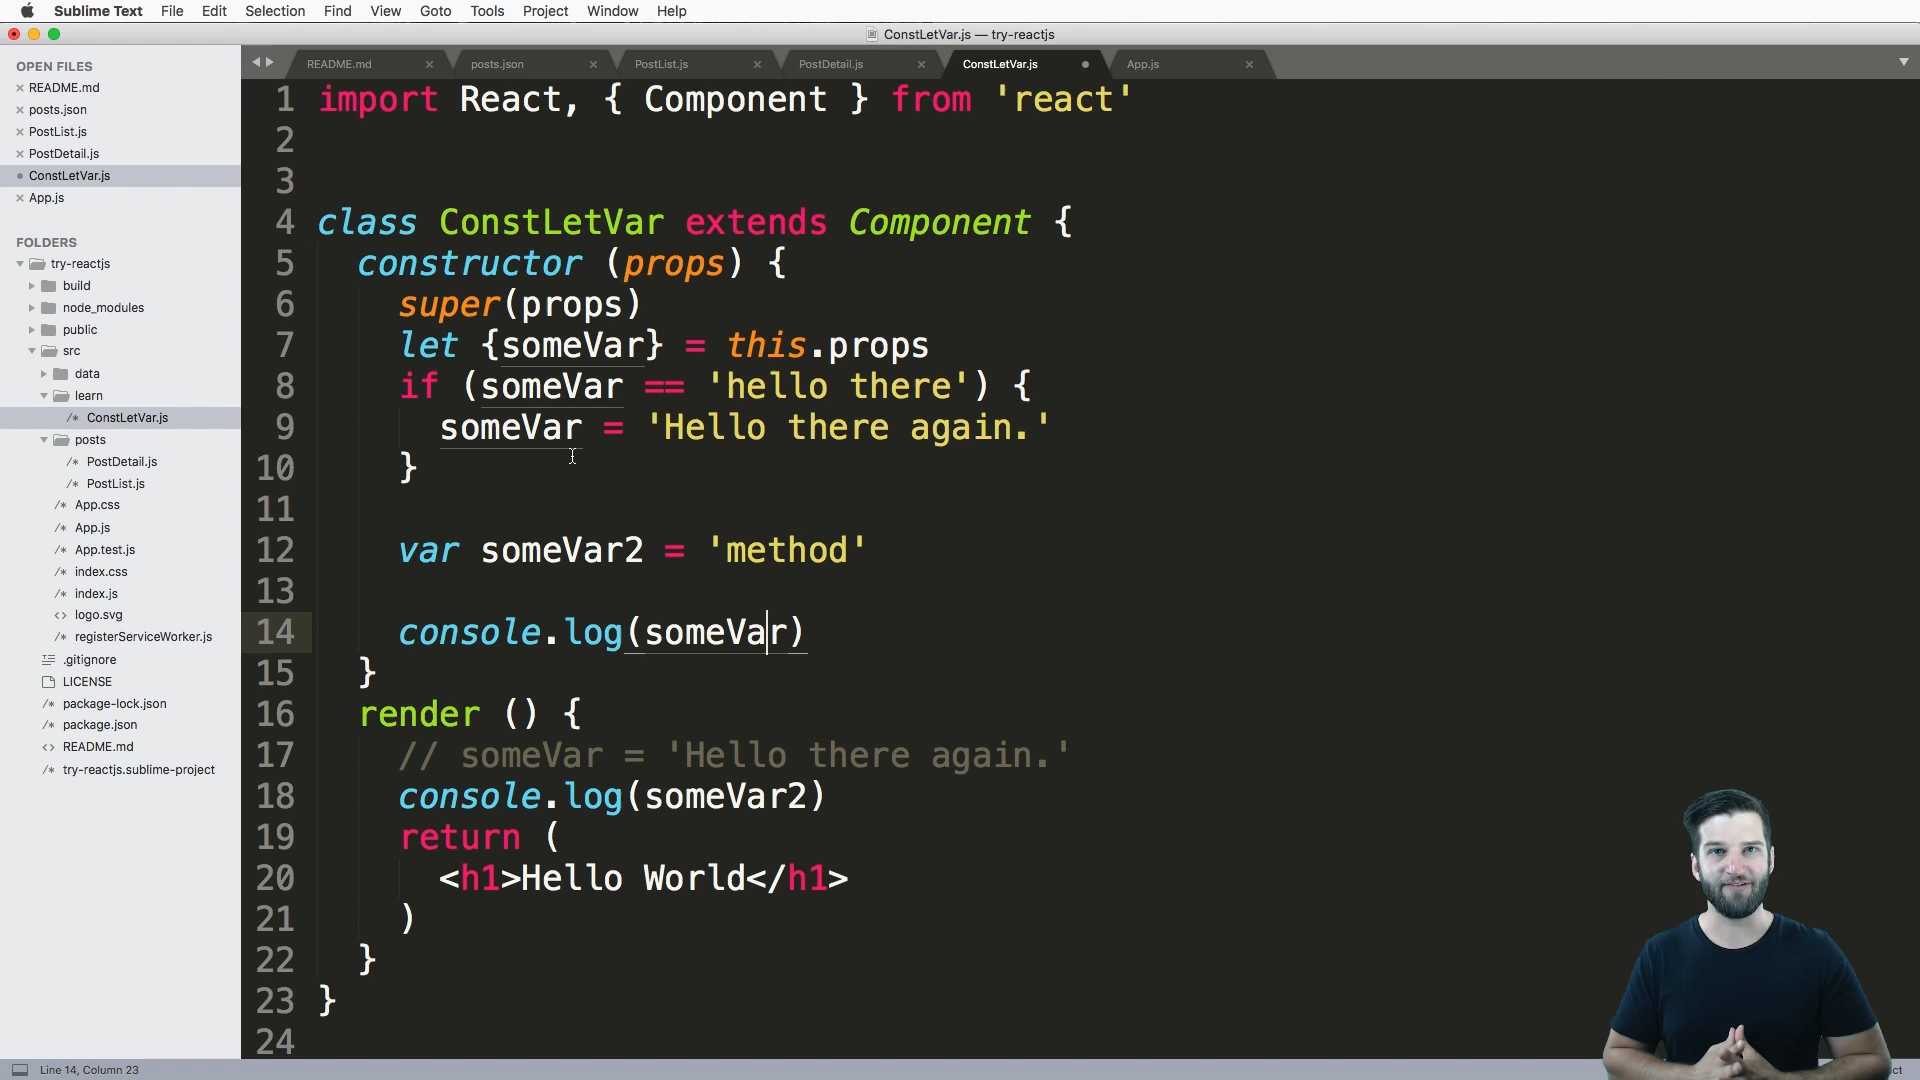 Sublime Text File Edit Selection Find View Goto Tools Project Window Help
ConstLetVar.js — try-reactjs
OPEN FILES
README.md
posts.json
PostList.js
PostDetail.js
ConstLetVar.js
App.js
FOLDERS
try-reactjs
build
node_modules
public
src
data
learn
/* ConstLetVar.js
posts
/* PostDetail.js
/* PostList.js
/* App.css
/* App.js
/* App.test.js
/* index.css
/* index.js
<> logo.svg
/* registerServiceWorker.js
.gitignore
LICENSE
/* package-lock.json
/* package.json
<> README.md
/* try-reactjs.sublime-project
README.md posts.json PostList.js PostDetail.js ConstLetVar.js App.js
1 import React, { Component } from 'react'
2
3
4 class ConstLetVar extends Component {
5 constructor (props) {
6 super(props)
7 let {someVar} = this.props
8 if (someVar == 'hello there') {
9 someVar = 'Hello there again.'
10 }
11
12 var someVar2 = 'method'
13
14 console.log(someVar)
15 }
16 render () {
17 // someVar = 'Hello there again.'
18 console.log(someVar2)
19 return (
20 <h1>Hello World</h1>
21 )
22 }
23 }
24
Line 14, Column 23